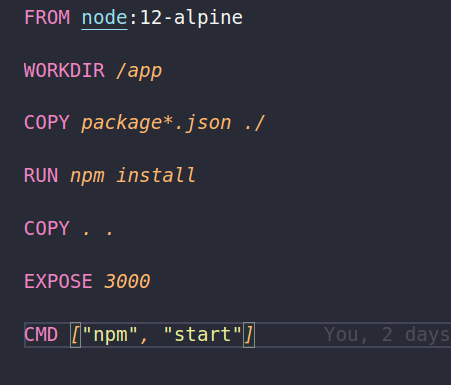 FROM node:12-alpine
WORKDIR /app
COPY package*.json ./
RUN npm install
COPY . .
EXPOSE 3000
CMD ["npm", "start"] You, 2 days